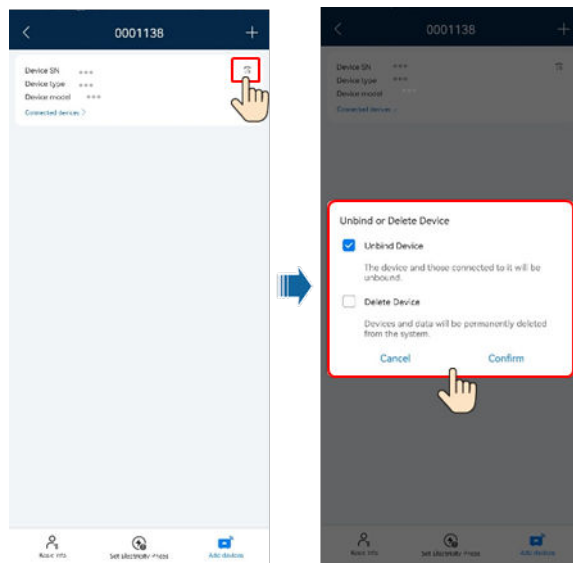 0001138
Device SN ***
Device type ***
Device model ***
Connected devices >
Basic info
Set Electricity Prices
Add devices
0001138
Device SN ***
Device type ***
Device model
Connected devices >
Unbind or Delete Device
Unbind Device
The device and those connected to it will be
unbound.
Delete Device
Devices and data will be permanently deleted
from the system.
Cancel Confirm
Basic info
Set Electricity Prices
Add devices